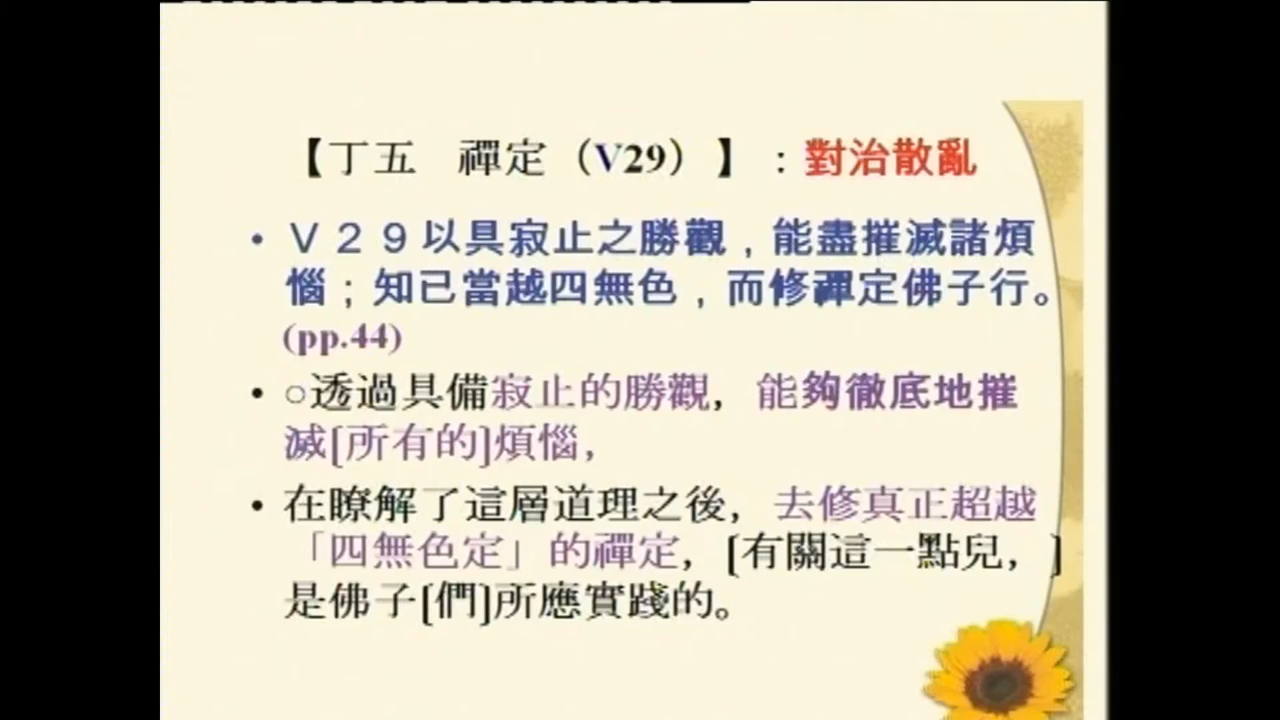 【丁五　禪定（V29）】：對治散亂
• Ｖ２９以具寂止之勝觀，能盡摧滅諸煩
惱；知已當越四無色，而修禪定佛子行。
(pp.44)
• ○透過具備寂止的勝觀，能夠徹底地摧
滅[所有的]煩惱，
• 在瞭解了這層道理之後，去修真正超越
「四無色定」的禪定，[有關這一點兒，]
是佛子[們]所應實踐的。